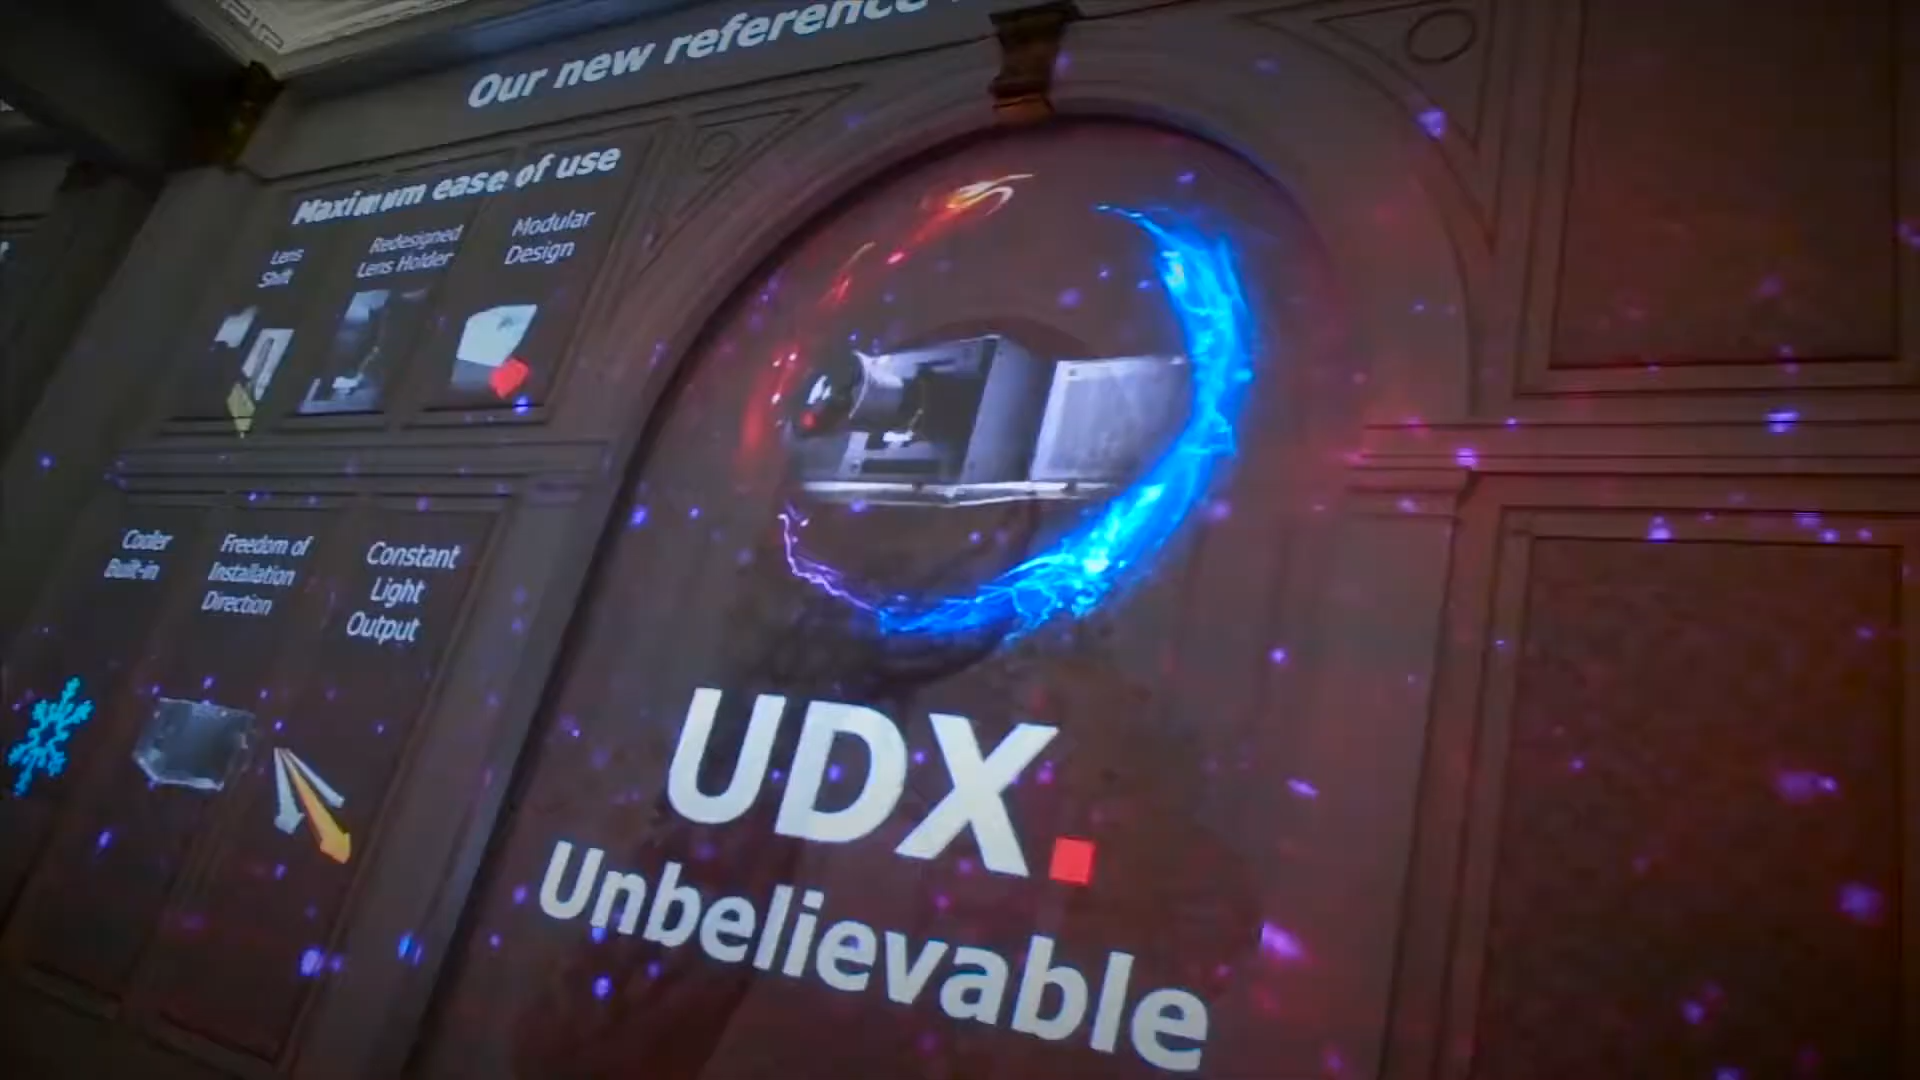 Our new reference
Maximum ease of use
Lens
Shift
Redesigned
Lens Holder
Modular
Design
Cooler
Built-in
Freedom of
Installation
Direction
Constant
Light
Output
UDX.
Unbelievable